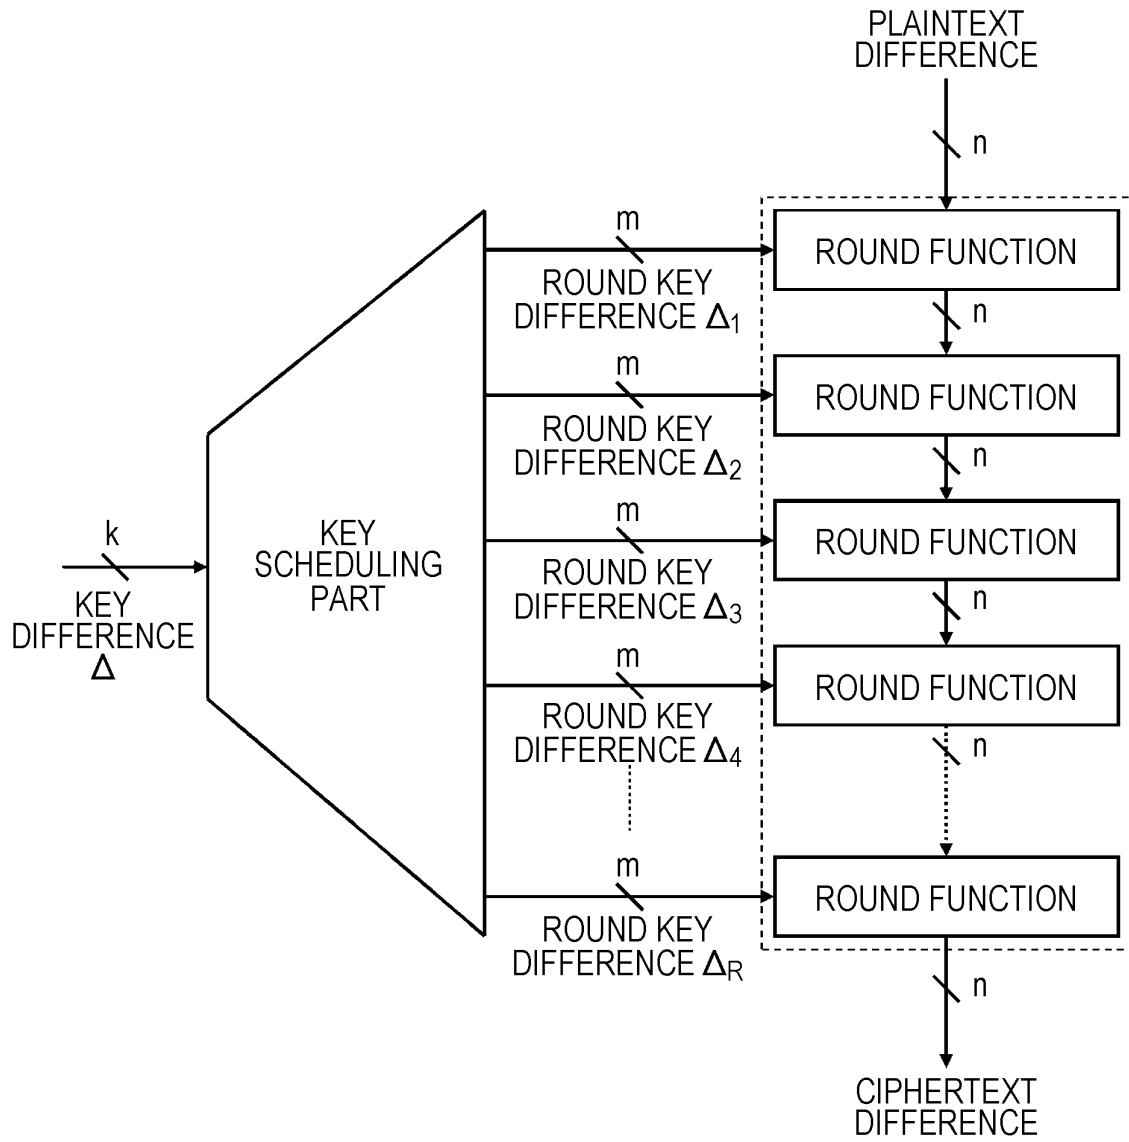 PLAINTEXT
DIFFERENCE
n
m
ROUND FUNCTION
ROUND KEY
DIFFERENCE Δ1
n
m
ROUND FUNCTION
ROUND KEY
DIFFERENCE Δ2
n
m
ROUND FUNCTION
ROUND KEY
DIFFERENCE Δ3
n
k
KEY
DIFFERENCE
Δ
KEY
SCHEDULING
PART
m
ROUND FUNCTION
ROUND KEY
DIFFERENCE Δ4
n
m
ROUND FUNCTION
ROUND KEY
DIFFERENCE ΔR
n
CIPHERTEXT
DIFFERENCE